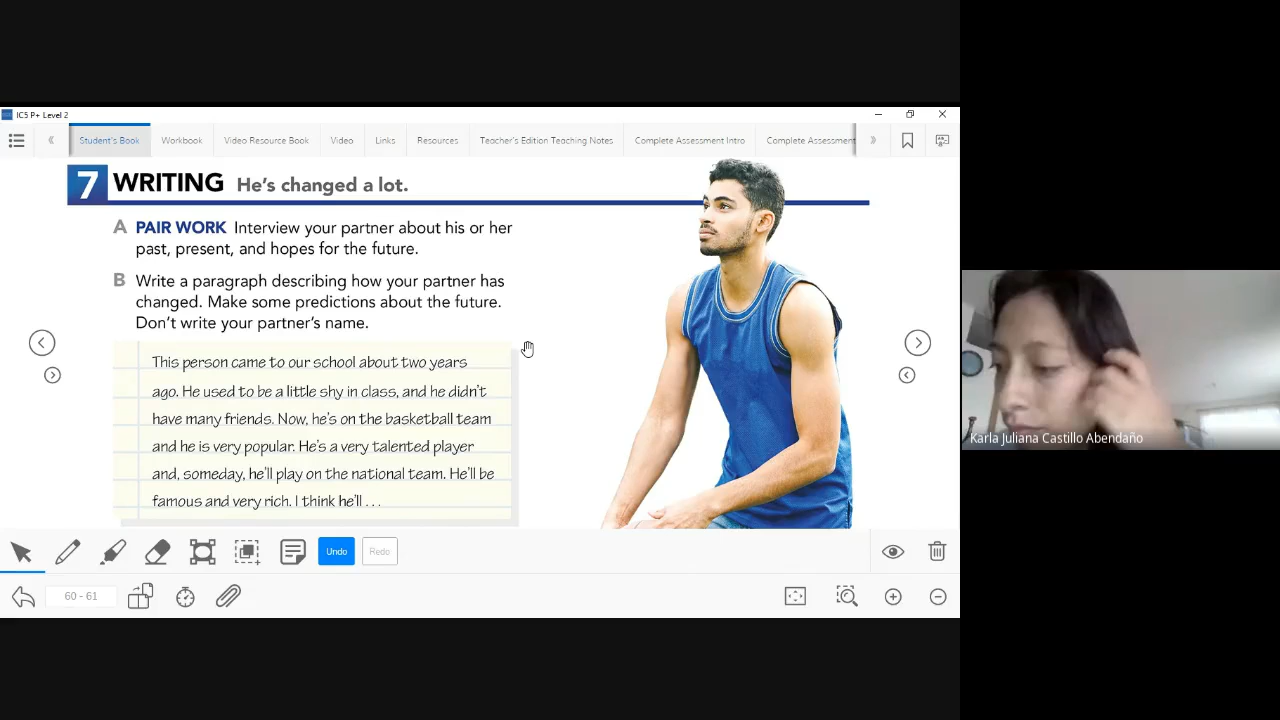 IC5 P+ Level 2
Student's Book Workbook Video Resource Book Video Links Resources Teacher's Edition Teaching Notes Complete Assessment Intro Complete Assessment
7 WRITING He's changed a lot.
A PAIR WORK Interview your partner about his or her
past, present, and hopes for the future.
B Write a paragraph describing how your partner has
changed. Make some predictions about the future.
Don't write your partner's name.
This person came to our school about two years
ago. He used to be a little shy in class, and he didn't
have many friends. Now, he's on the basketball team
and he is very popular. He's a very talented player
and, someday, he'll play on the national team. He'll be
famous and very rich. I think he'll . . .
Undo Redo
60 - 61
Karla Juliana Castillo Abendaño